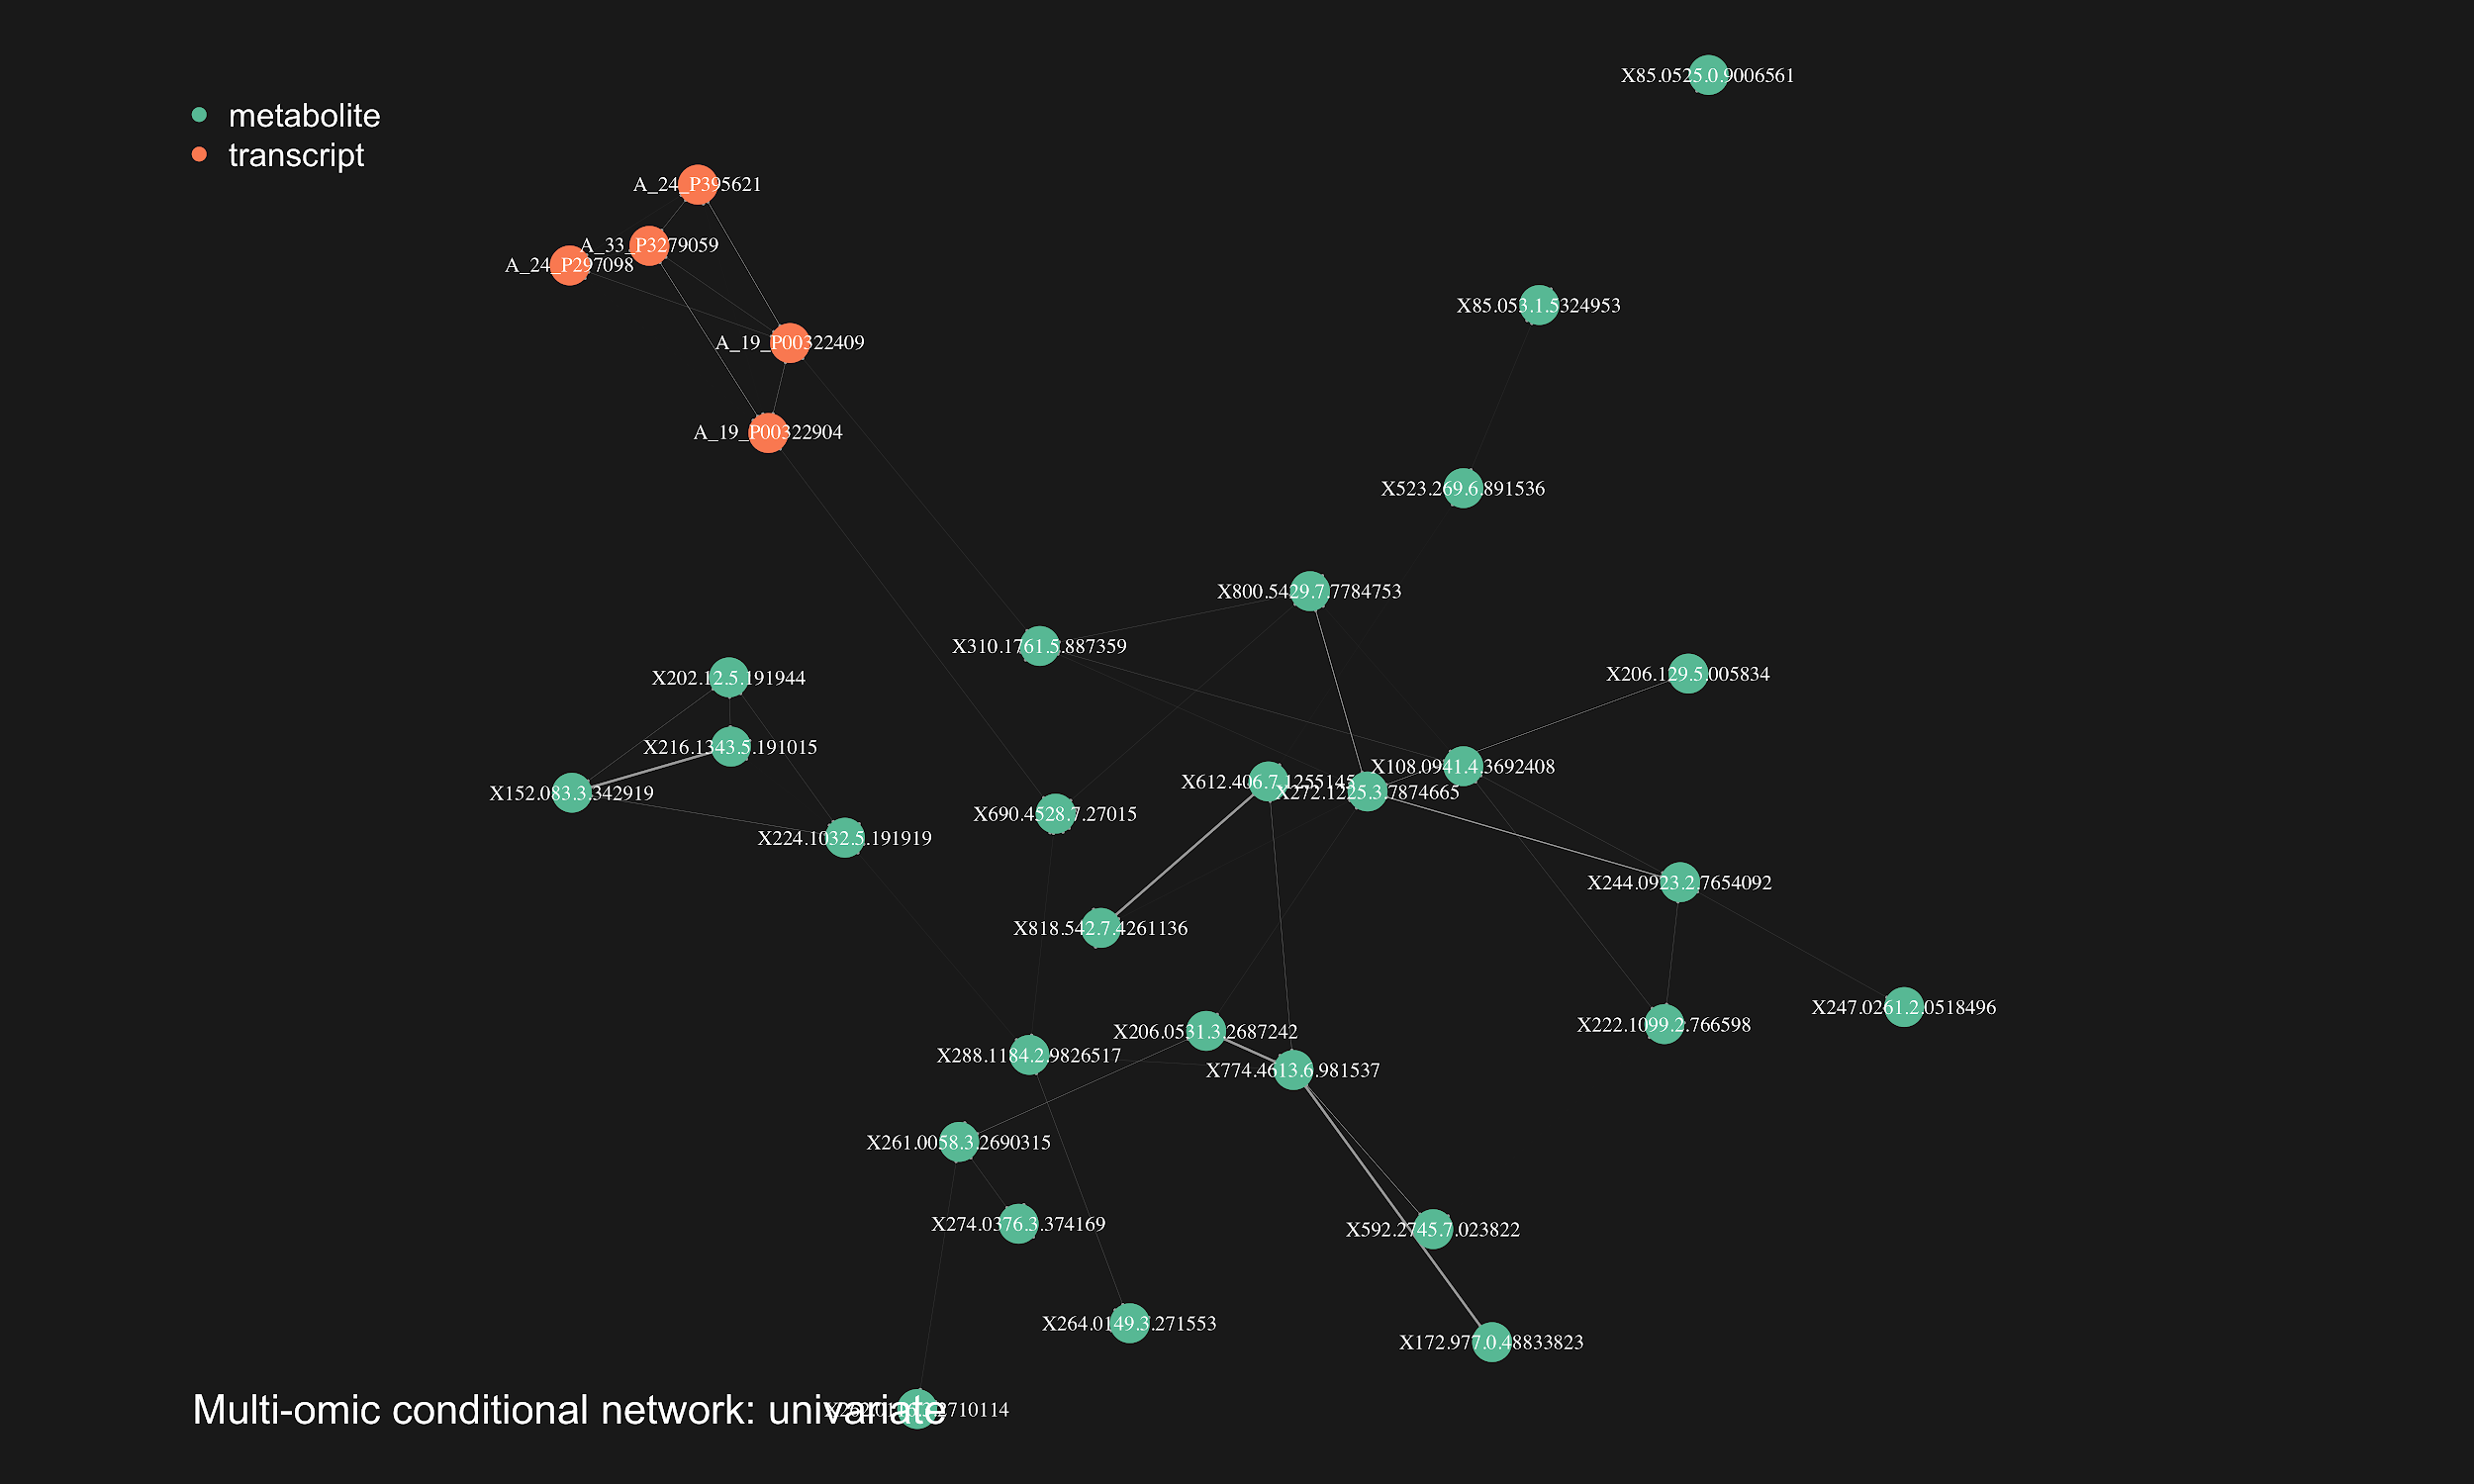 X85.0525.0.9006561
metabolite
transcript
A_24_P395621
A_33_P3279059
A_24_P297098
X85.053.1.5324953
A_19_P00322409
A_19_P00322904
X523.269.6.891536
X800.5429.7.7784753
X310.1761.5.887359
X202.12.5.191944
X206.129.5.005834
X216.1343.5.191015
X108.0941.4.3692408
X612.406.7.1255145
X272.1225.3.7874665
X152.083.3.342919
X690.4528.7.27015
X224.1032.5.191919
X244.0923.2.7654092
X818.542.7.4261136
X247.0261.2.0518496
X222.1099.2.766598
X206.0531.3.2687242
X288.1184.2.9826517
X774.4613.6.981537
X261.0058.3.2690315
X274.0376.3.374169
X592.2745.7.023822
X264.0149.3.271553
X172.977.0.48833823
Multi-omic conditional network: univariate